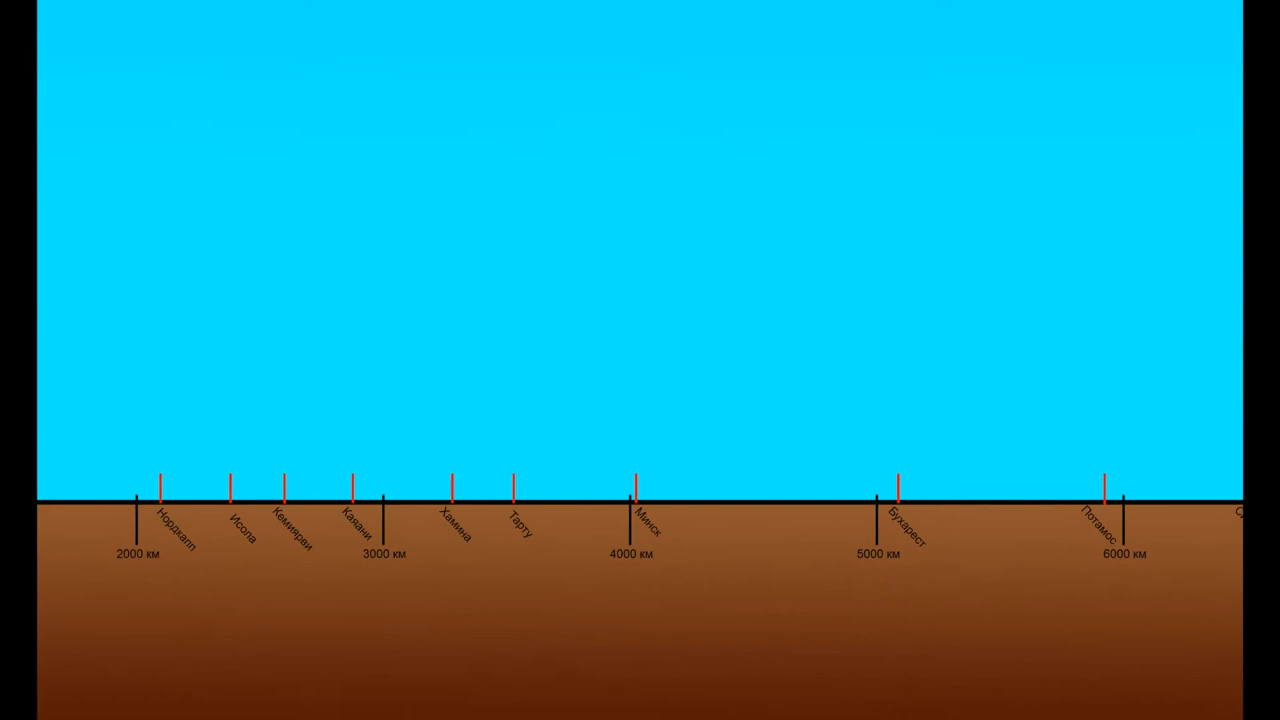 Нордкапп
Исола
Кемиярви
Каяани
Хамина
Тарту
Минск
Бухарест
Потамос
2000 км
3000 км
4000 км
5000 км
6000 км